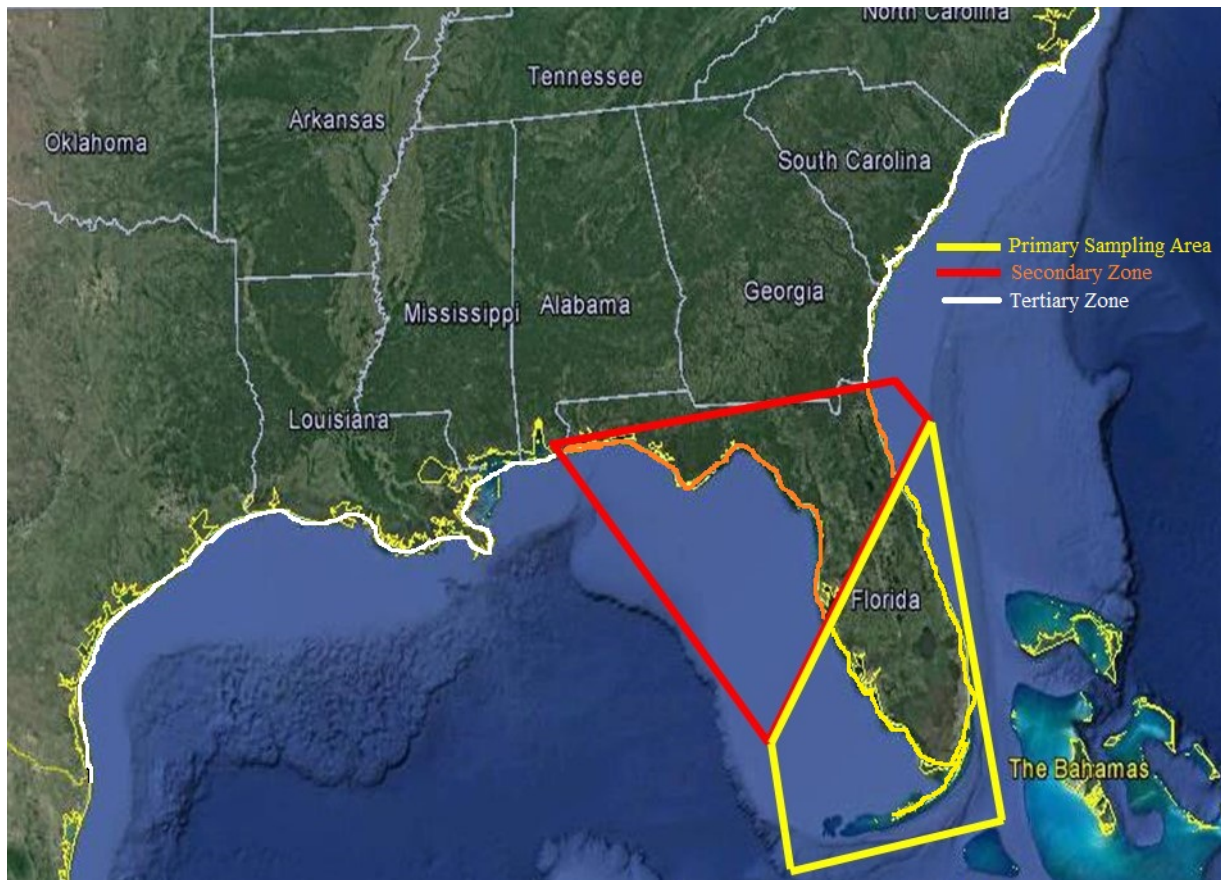 North Carolina
Tennessee
Arkansas
Oklahoma
South Carolina
Primary Sampling Area
Secondary Zone
Tertiary Zone
Georgia
Mississippi
Alabama
Louisiana
Florida
The Bahamas